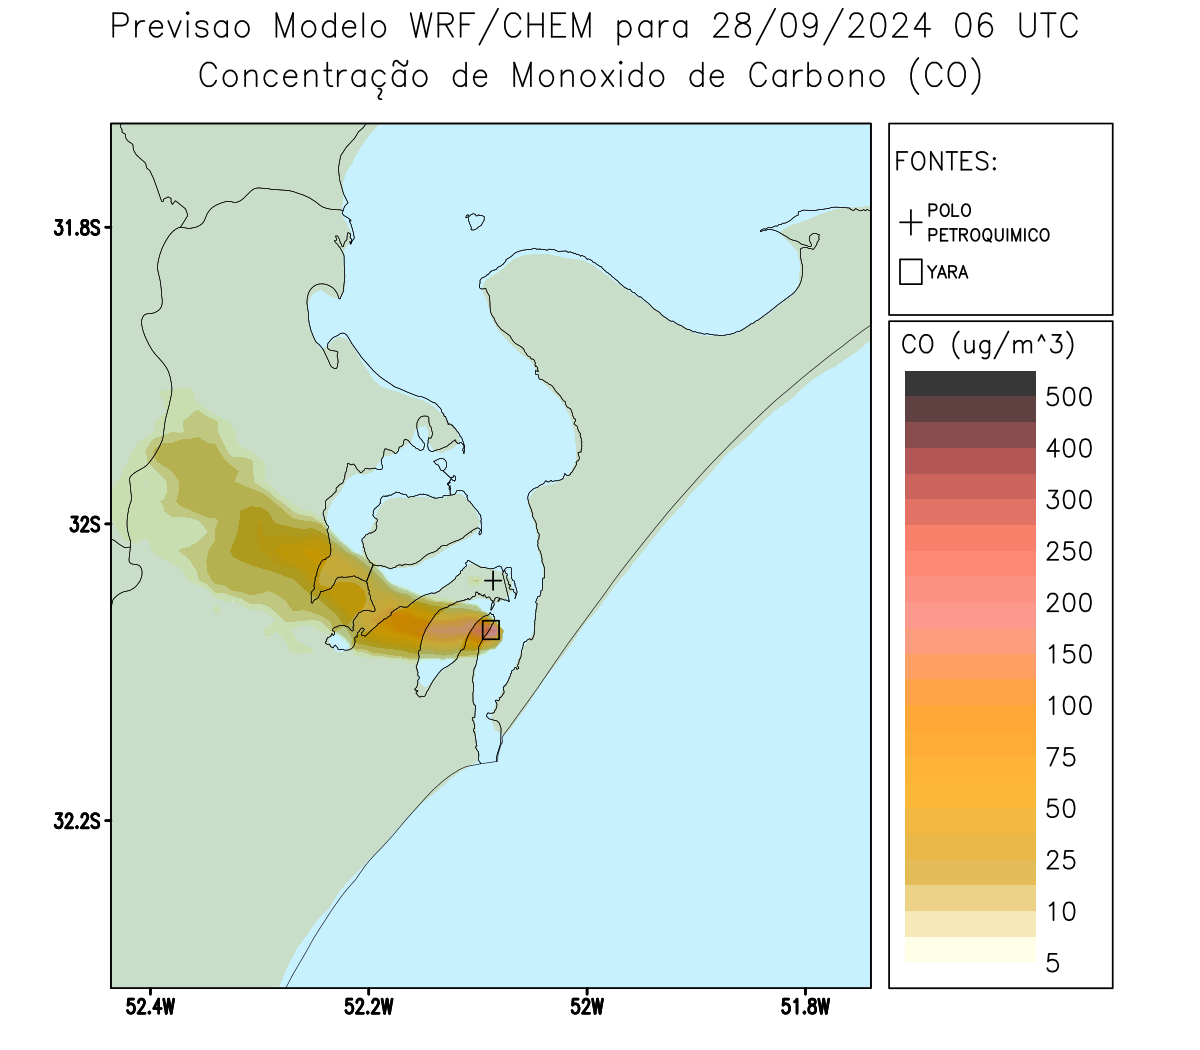 Previsao Modelo WRF/CHEM para 28/09/2024 06 UTC
Concentração de Monoxido de Carbono (CO)
FONTES:
POLO
PETROQUIMICO
YARA
CO (ug/m^3)
500
400
300
250
200
150
100
75
50
25
10
5
31.8S
32S
32.2S
52.4W
52.2W
52W
51.8W